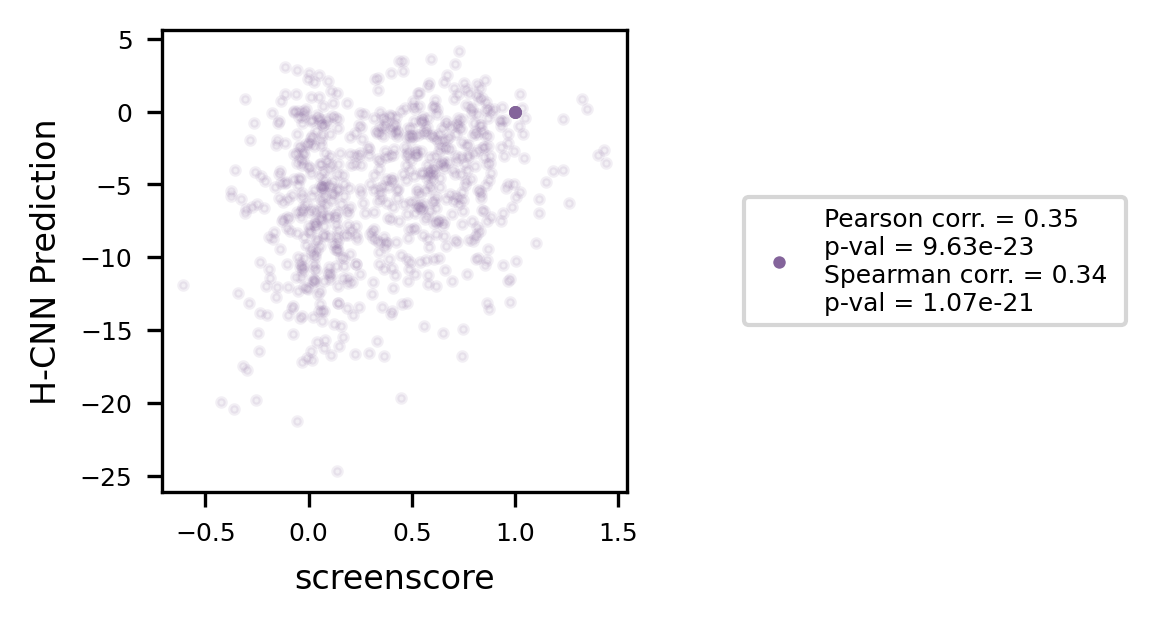 5
0
−5
−10
−15
−20
−25
H-CNN Prediction
−0.5
0.0
0.5
1.0
1.5
screenscore
Pearson corr. = 0.35
p-val = 9.63e-23
Spearman corr. = 0.34
p-val = 1.07e-21